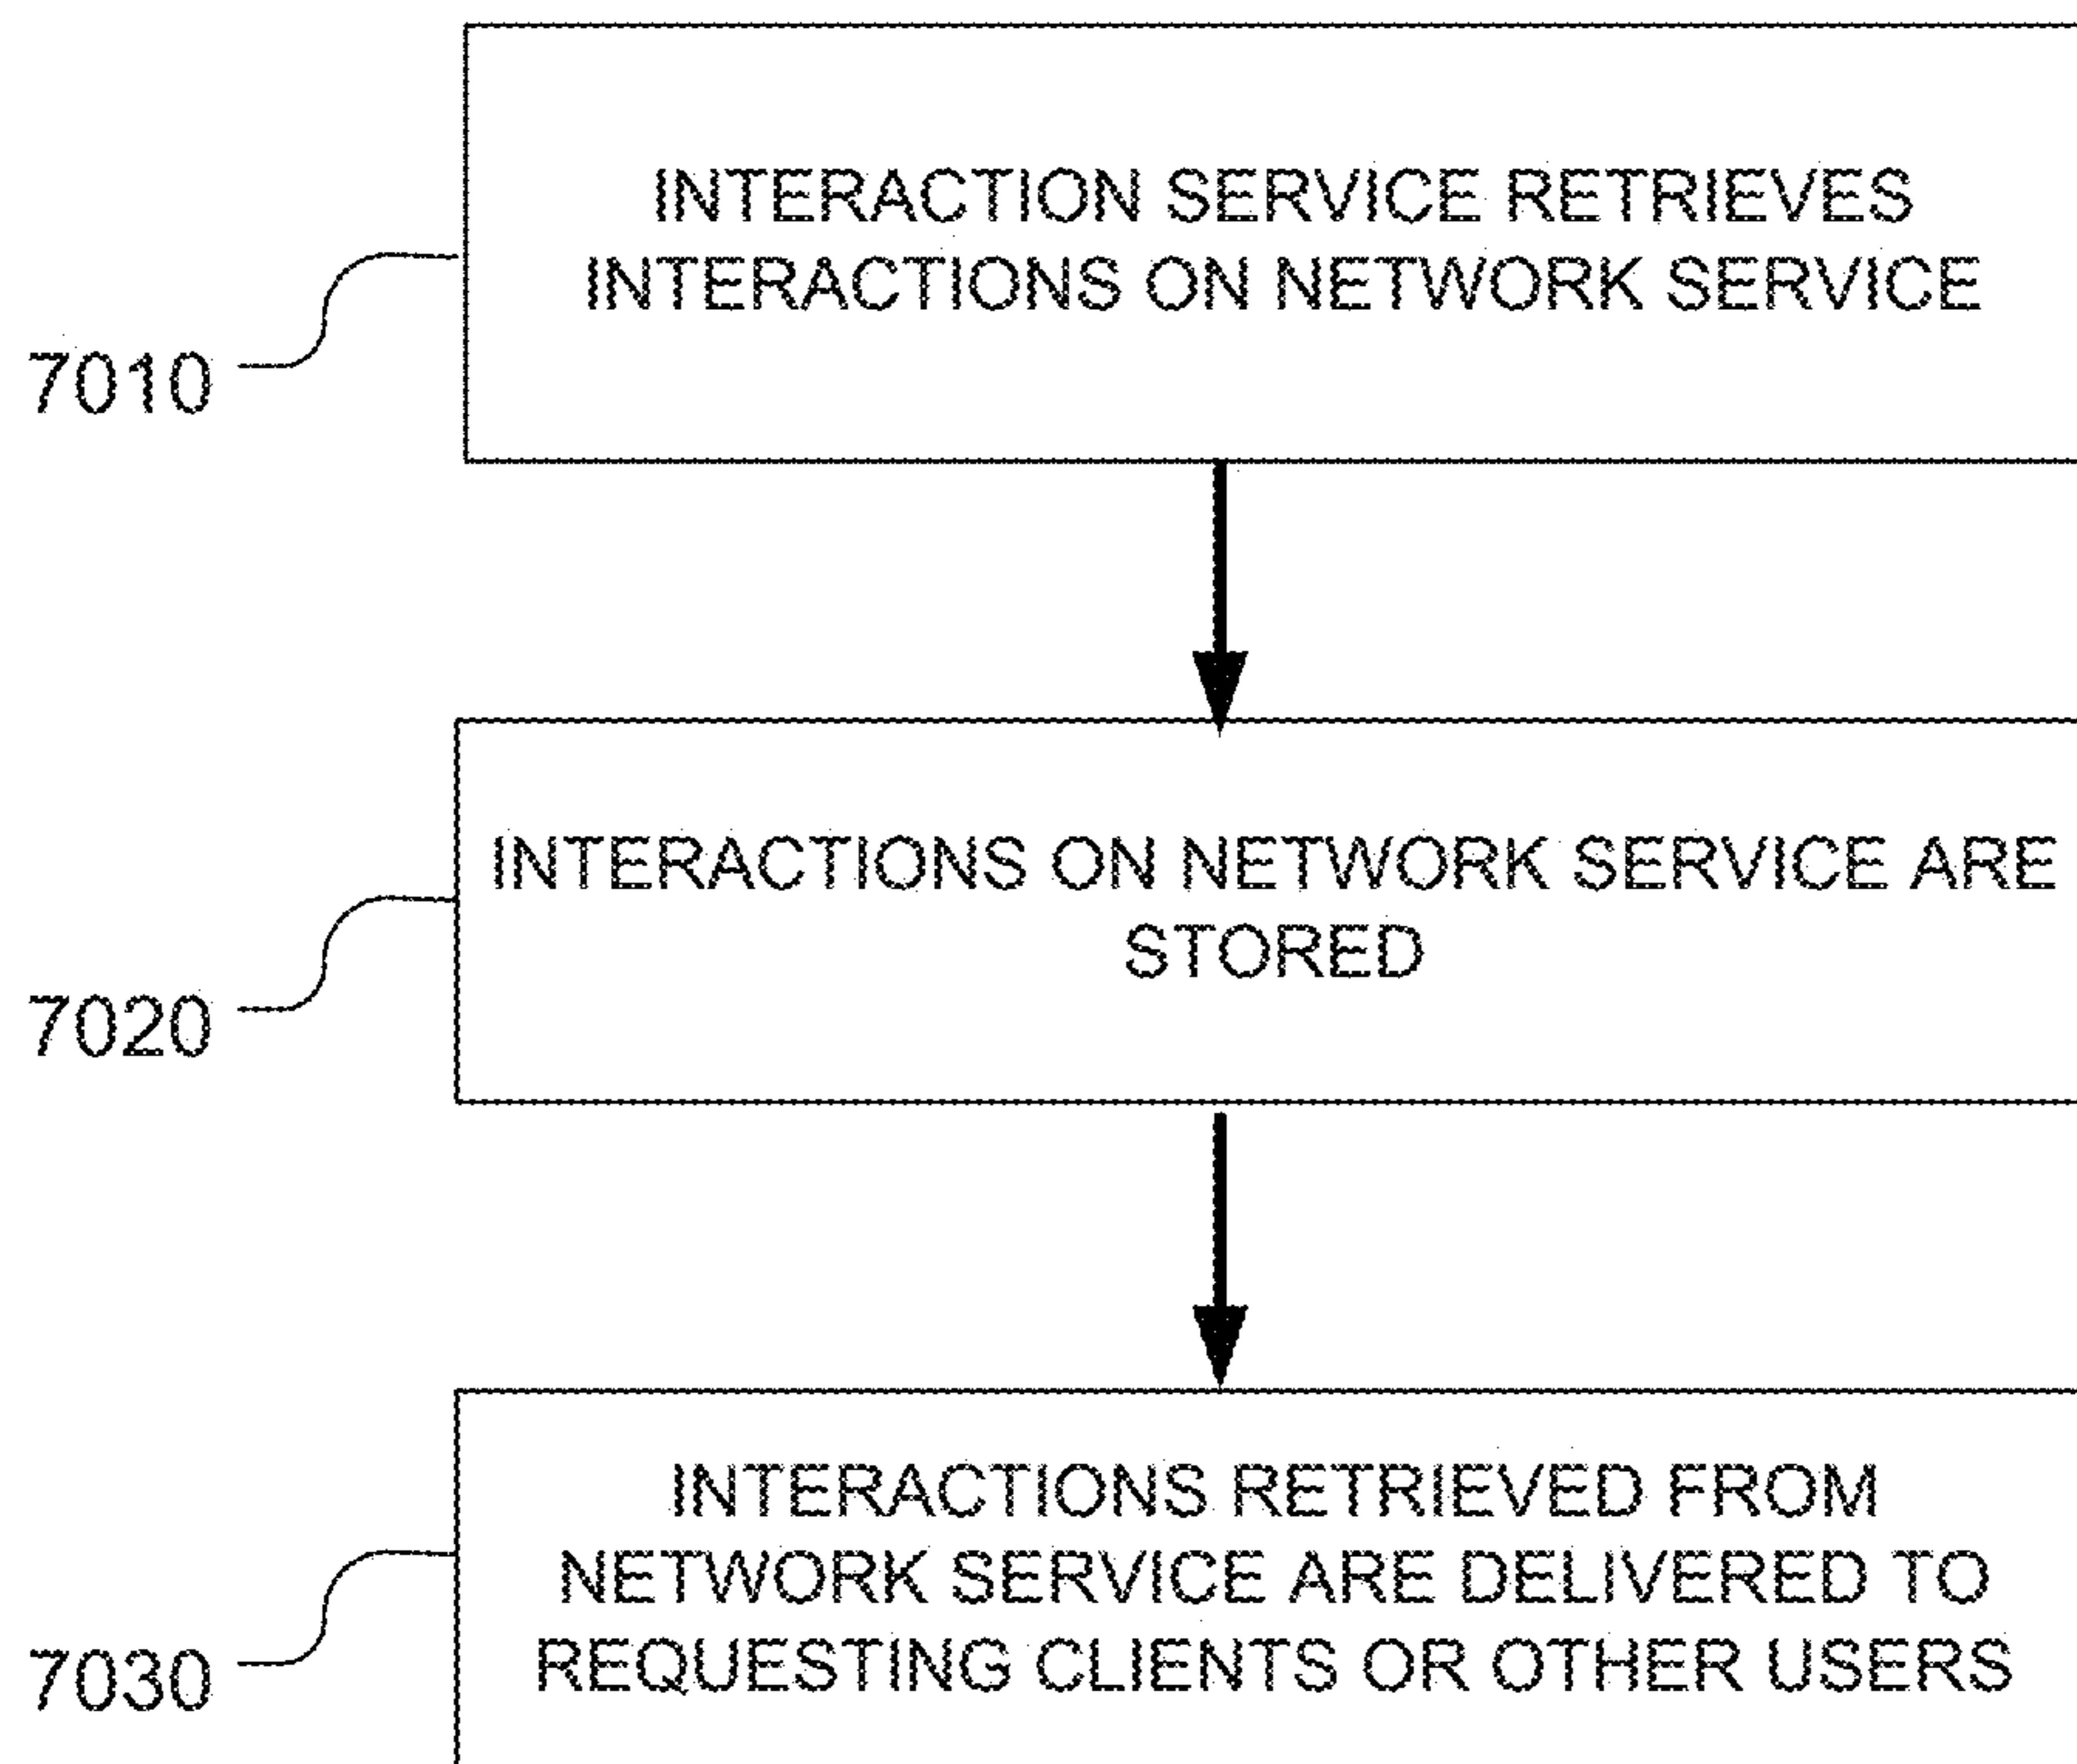 INTERACTION SERVICE RETRIEVES
INTERACTIONS ON NETWORK SERVICE
7010
INTERACTIONS ON NETWORK SERVICE ARE
STORED
7020
INTERACTIONS RETRIEVED FROM
NETWORK SERVICE ARE DELIVERED TO
REQUESTING CLIENTS OR OTHER USERS
7030